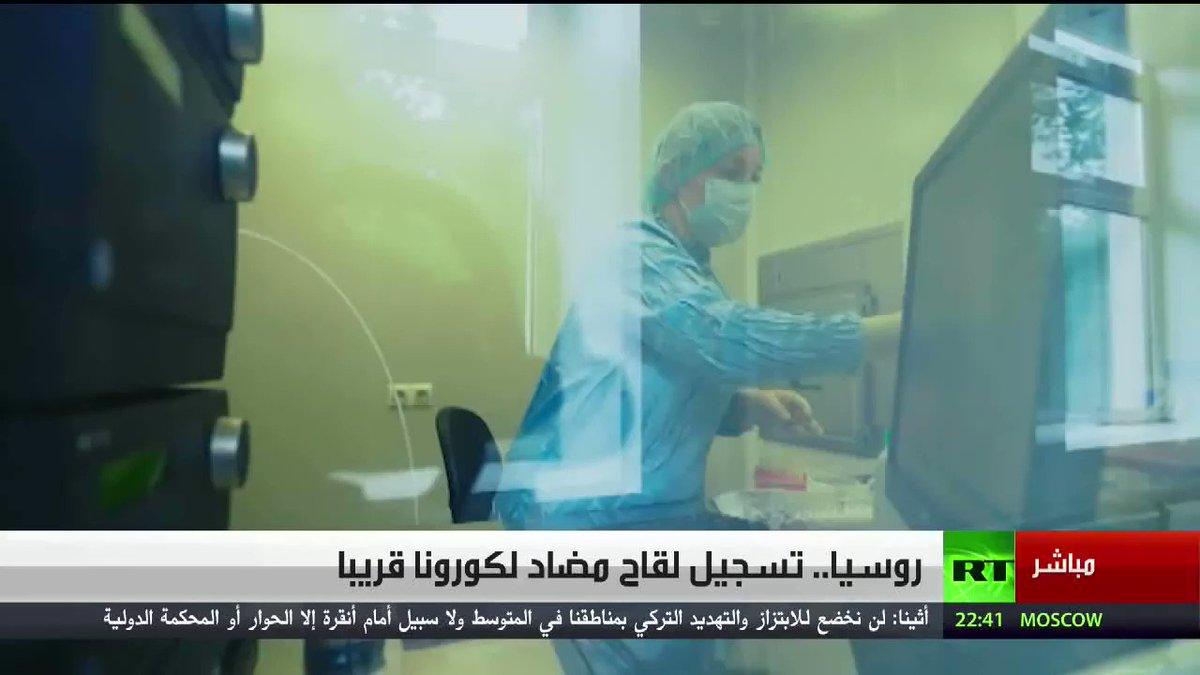 روسيا.. تسجيل لقاح مضاد لكورونا قريبا
RT
مباشر
أثينا: لن نخضع للابتزاز والتهديد التركي بمناطقنا في المتوسط ولا سبيل أمام أنقرة إلا الحوار أو المحكمة الدولية
22:41 MOSCOW